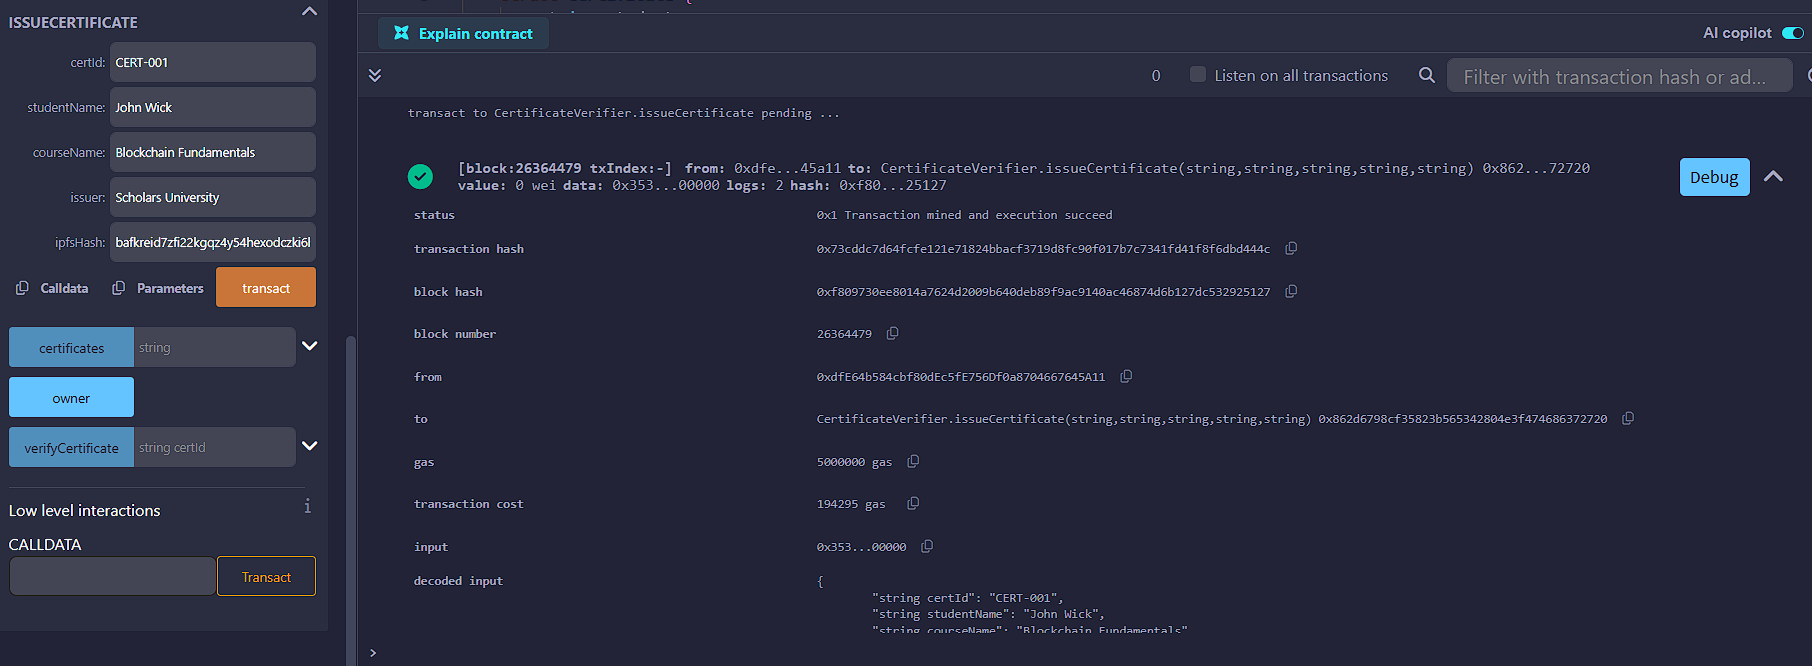 ISSUECERTIFICATE
certId: CERT-001
studentName: John Wick
courseName: Blockchain Fundamentals
issuer: Scholars University
ipfsHash: bafkreid7zfi22kgqz4y54hexodczki6l
Calldata Parameters transact
certificates string
owner
verifyCertificate string certId
Low level interactions i
CALLDATA
Transact
Explain contract
AI copilot
0 Listen on all transactions Filter with transaction hash or ad...
transact to CertificateVerifier.issueCertificate pending ...
[block:26364479 txIndex:-] from: 0xdfe...45a11 to: CertificateVerifier.issueCertificate(string,string,string,string,string) 0x862...72720
value: 0 wei data: 0x353...00000 logs: 2 hash: 0xf80...25127
Debug
status 0x1 Transaction mined and execution succeed
transaction hash 0x73cddc7d64fcfe121e71824bbacf3719d8fc90f017b7c7341fd41f8f6dbd444c
block hash 0xf809730ee8014a7624d2009b640deb89f9ac9140ac46874d6b127dc532925127
block number 26364479
from 0xdfE64b584cbf80dEc5fE756Df0a8704667645A11
to CertificateVerifier.issueCertificate(string,string,string,string,string) 0x862d6798cf35823b565342804e3f474686372720
gas 5000000 gas
transaction cost 194295 gas
input 0x353...00000
decoded input {
"string certId": "CERT-001",
"string studentName": "John Wick",
"string courseName": "Blockchain Fundamentals"
>